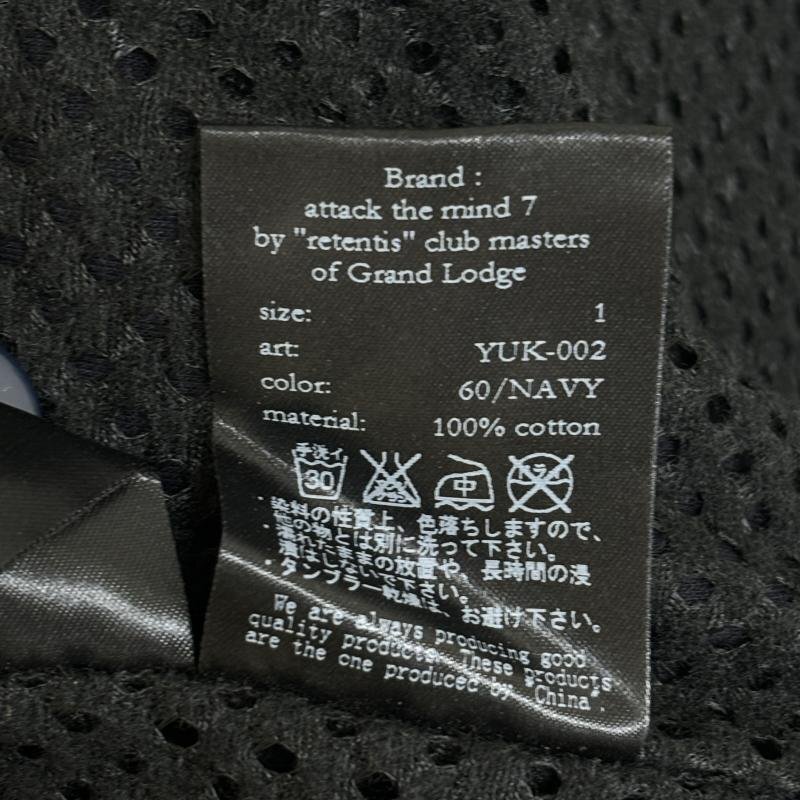 Brand :
attack the mind 7
by "retentis" club masters
of Grand Lodge
size: 1
art: YUK-002
color: 60/NAVY
material: 100% cotton
手洗イ
30
中
・染料の性質上、色落ちしますので、
他の物とは別に洗って下さい。
・濡れたままの放置や、長時間の浸
漬はしないで下さい。
・タンブラー乾燥は、お避け下さい。
We are always producing good
quality products. These products
are the one produced by "China".